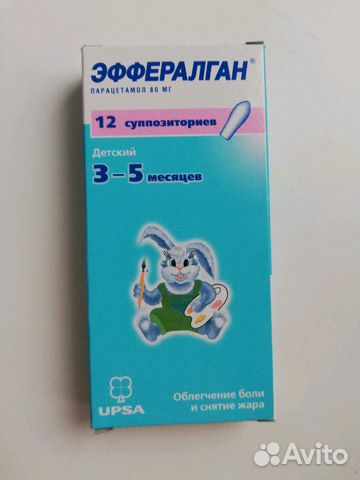 ЭФФЕРАЛГАН®
ПАРАЦЕТАМОЛ 80 МГ
12 суппозиториев
Детский
3–5 месяцев
Облегчение боли
и снятие жара
UPSA
Avito